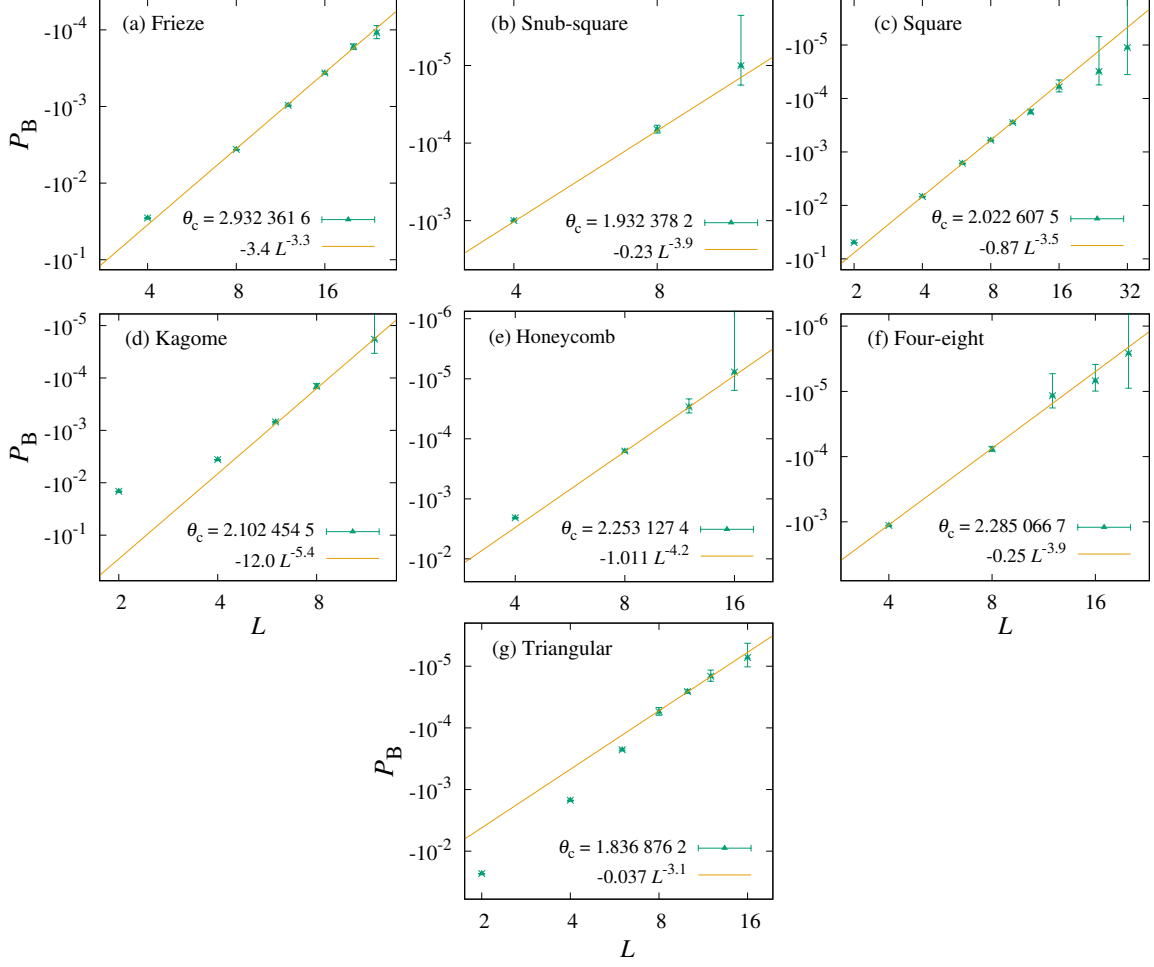 (a) Frieze
-10⁻⁴
-10⁻³
-10⁻²
-10⁻¹
P_B
θ_c = 2.932 361 6
-3.4 L^-3.3
4 8 16
(b) Snub-square
-10⁻⁵
-10⁻⁴
-10⁻³
θ_c = 1.932 378 2
-0.23 L^-3.9
4 8
(c) Square
-10⁻⁵
-10⁻⁴
-10⁻³
-10⁻²
-10⁻¹
θ_c = 2.022 607 5
-0.87 L^-3.5
2 4 8 16 32
(d) Kagome
-10⁻⁵
-10⁻⁴
-10⁻³
-10⁻²
-10⁻¹
P_B
θ_c = 2.102 454 5
-12.0 L^-5.4
2 4 8
L
(e) Honeycomb
-10⁻⁶
-10⁻⁵
-10⁻⁴
-10⁻³
-10⁻²
θ_c = 2.253 127 4
-1.011 L^-4.2
4 8 16
L
(f) Four-eight
-10⁻⁶
-10⁻⁵
-10⁻⁴
-10⁻³
θ_c = 2.285 066 7
-0.25 L^-3.9
4 8 16
L
(g) Triangular
-10⁻⁵
-10⁻⁴
-10⁻³
-10⁻²
P_B
θ_c = 1.836 876 2
-0.037 L^-3.1
2 4 8 16
L